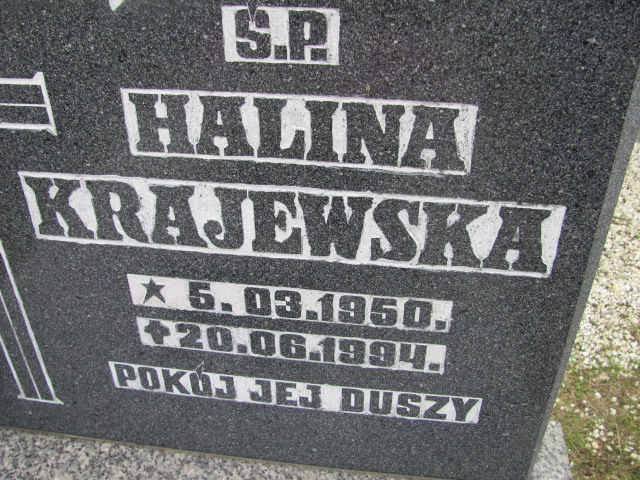 Ś.P.
HALINA
KRAJEWSKA
★ 5.03.1950.
✝20.06.1994.
POKÓJ JEJ DUSZY